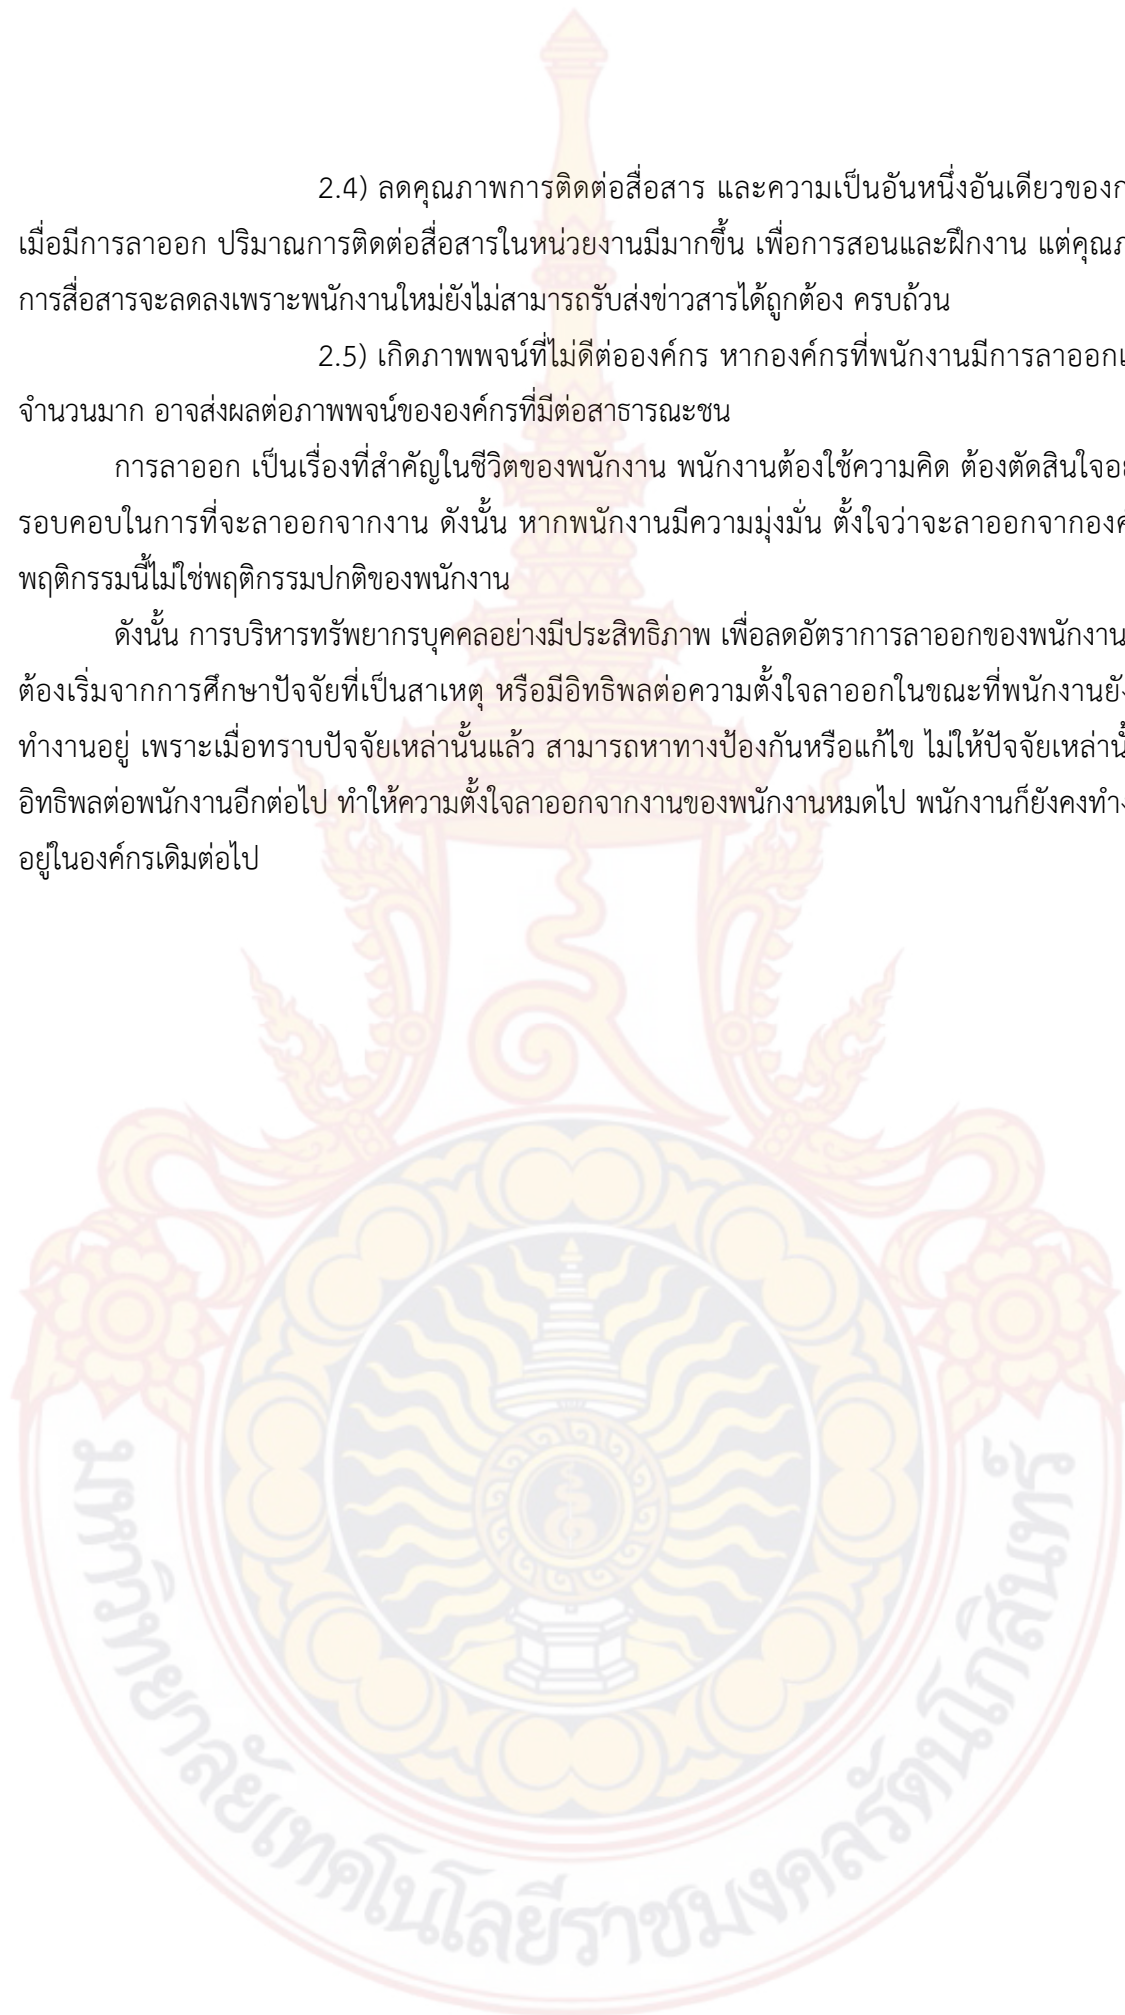 2.4) ลดคุณภาพการติดต่อสื่อสาร และความเป็นอันหนึ่งอันเดียวของ
เมื่อมีการลาออก ปริมาณการติดต่อสื่อสารในหน่วยงานมีมากขึ้น เพื่อการสอนและฝึกงาน แต่
การสื่อสารจะลดลงเพราะพนักงานใหม่ยังไม่สามารถรับส่งข่าวสารได้ถูกต้อง ครบถ้วน
2.5) เกิดภาพพจน์ที่ไม่ดีต่อองค์กร หากองค์กรที่พนักงานมีการลาออก
จำนวนมาก อาจส่งผลต่อภาพพจน์ขององค์กรที่มีต่อสาธารณะชน
การลาออก เป็นเรื่องที่สำคัญในชีวิตของพนักงาน พนักงานต้องใช้ความคิด ต้องตัดสินใจ
รอบคอบในการที่จะลาออกจากงาน ดังนั้น หากพนักงานมีความมุ่งมั่น ตั้งใจว่าจะลาออกจาก
พฤติกรรมนี้ไม่ใช่พฤติกรรมปกติของพนักงาน
ดังนั้น การบริหารทรัพยากรบุคคลอย่างมีประสิทธิภาพ เพื่อลดอัตราการลาออกของพนักงาน
ต้องเริ่มจากการศึกษาปัจจัยที่เป็นสาเหตุ หรือมีอิทธิพลต่อความตั้งใจลาออกในขณะที่พนักงานยัง
ทำงานอยู่ เพราะเมื่อทราบปัจจัยเหล่านั้นแล้ว สามารถหาทางป้องกันหรือแก้ไข ไม่ให้ปัจจัย
อิทธิพลต่อพนักงานอีกต่อไป ทำให้ความตั้งใจลาออกจากงานของพนักงานหมดไป พนักงานก็ยังคง
อยู่ในองค์กรเดิมต่อไป
มหาวิทยาลัยเทคโนโลยีราชมงคลรัตนโกสินทร์